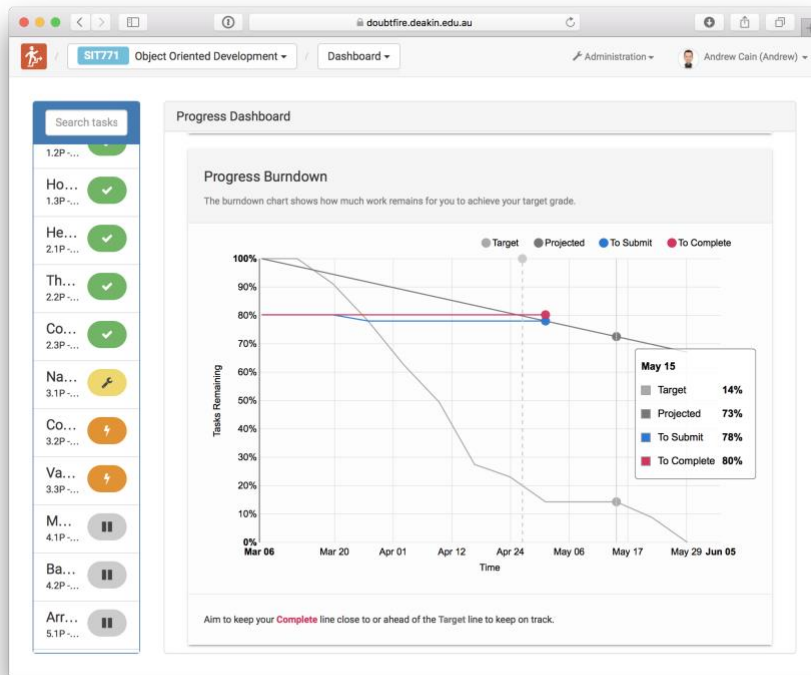 doubtfire.deakin.edu.au
SIT771 Object Oriented Development
Dashboard
Administration
Andrew Cain (Andrew)
Search tasks
1.2P -...
Ho...
1.3P -...
He...
2.1P -...
Th...
2.2P -...
Co...
2.3P -...
Na...
3.1P -...
Co...
3.2P -...
Va...
3.3P -...
M...
4.1P -...
Ba...
4.2P -...
Arr...
5.1P -...
Progress Dashboard
Progress Burndown
The burndown chart shows how much work remains for you to achieve your target grade.
Target Projected To Submit To Complete
100%
90%
80%
70%
60%
50%
40%
30%
20%
10%
0%
Tasks Remaining
Mar 06 Mar 20 Apr 01 Apr 12 Apr 24 May 06 May 17 May 29 Jun 05
Time
May 15
Target 14%
Projected 73%
To Submit 78%
To Complete 80%
Aim to keep your Complete line close to or ahead of the Target line to keep on track.